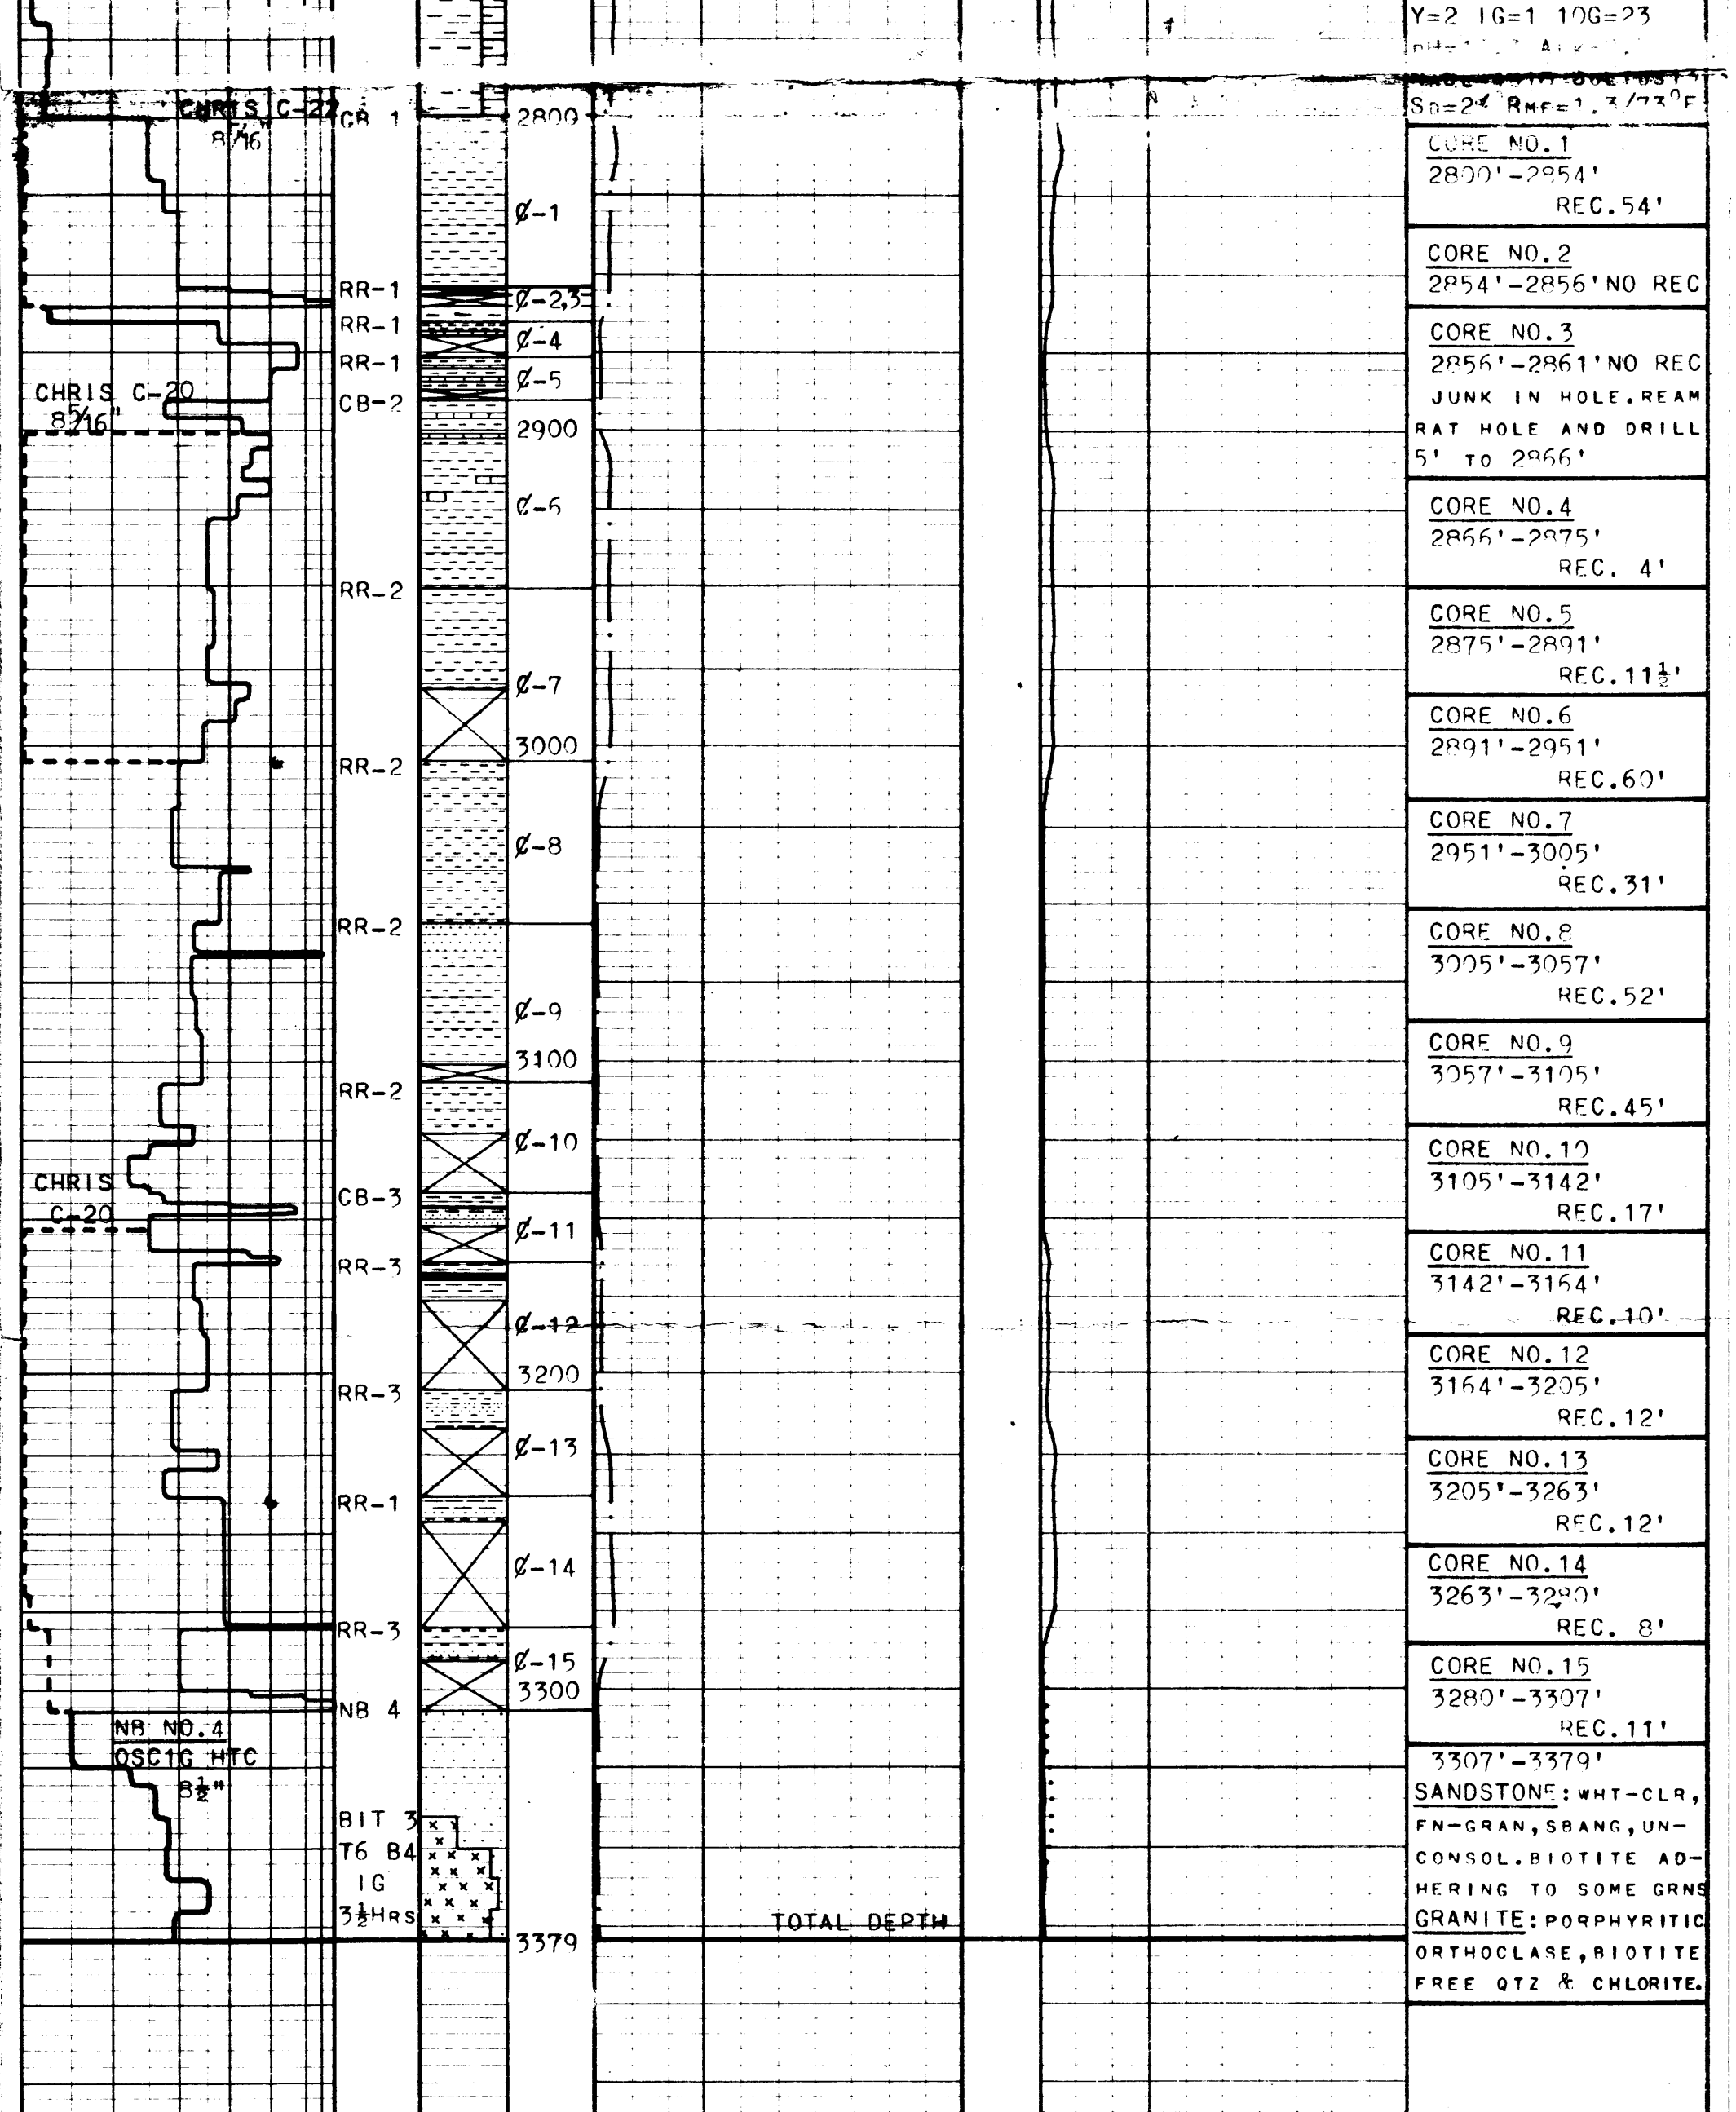 Y=2 IG=1 10G=23
CHRIS C-22
8 5/16"
CB 1
2800
RMF=1.3/73°F
CORE NO.1
2800'-2854'
REC.54'
₡-1
CORE NO.2
2854'-2856'NO REC
RR-1
₡-2,3
RR-1
₡-4
RR-1
₡-5
CORE NO.3
2856'-2861'NO REC
JUNK IN HOLE.REAM
RAT HOLE AND DRILL
5' TO 2866'
CHRIS C-20
8 5/16"
CB-2
2900
₡-6
CORE NO.4
2866'-2875'
REC. 4'
RR-2
CORE NO.5
2875'-2891'
REC.11½'
₡-7
CORE NO.6
2891'-2951'
REC.60'
3000
RR-2
CORE NO.7
2951'-3005'
REC.31'
₡-8
RR-2
CORE NO.8
3005'-3057'
REC.52'
₡-9
3100
CORE NO.9
3057'-3105'
REC.45'
RR-2
₡-10
CORE NO.10
3105'-3142'
REC.17'
CHRIS
C-20
CB-3
₡-11
RR-3
CORE NO.11
3142'-3164'
REC.10'
₡-12
3200
RR-3
CORE NO.12
3164'-3205'
REC.12'
₡-13
RR-1
CORE NO.13
3205'-3263'
REC.12'
₡-14
CORE NO.14
3263'-3280'
REC. 8'
RR-3
₡-15
3300
CORE NO.15
3280'-3307'
REC.11'
NB 4
NB NO.4
OSC1G HTC
8½"
BIT 3
T6 B4
IG
3½HRS
TOTAL DEPTH
3379
3307'-3379'
SANDSTONE:WHT-CLR,
FN-GRAN,SBANG,UN-
CONSOL.BIOTITE AD-
HERING TO SOME GRNS
GRANITE:PORPHYRITIC
ORTHOCLASE,BIOTITE
FREE QTZ & CHLORITE.